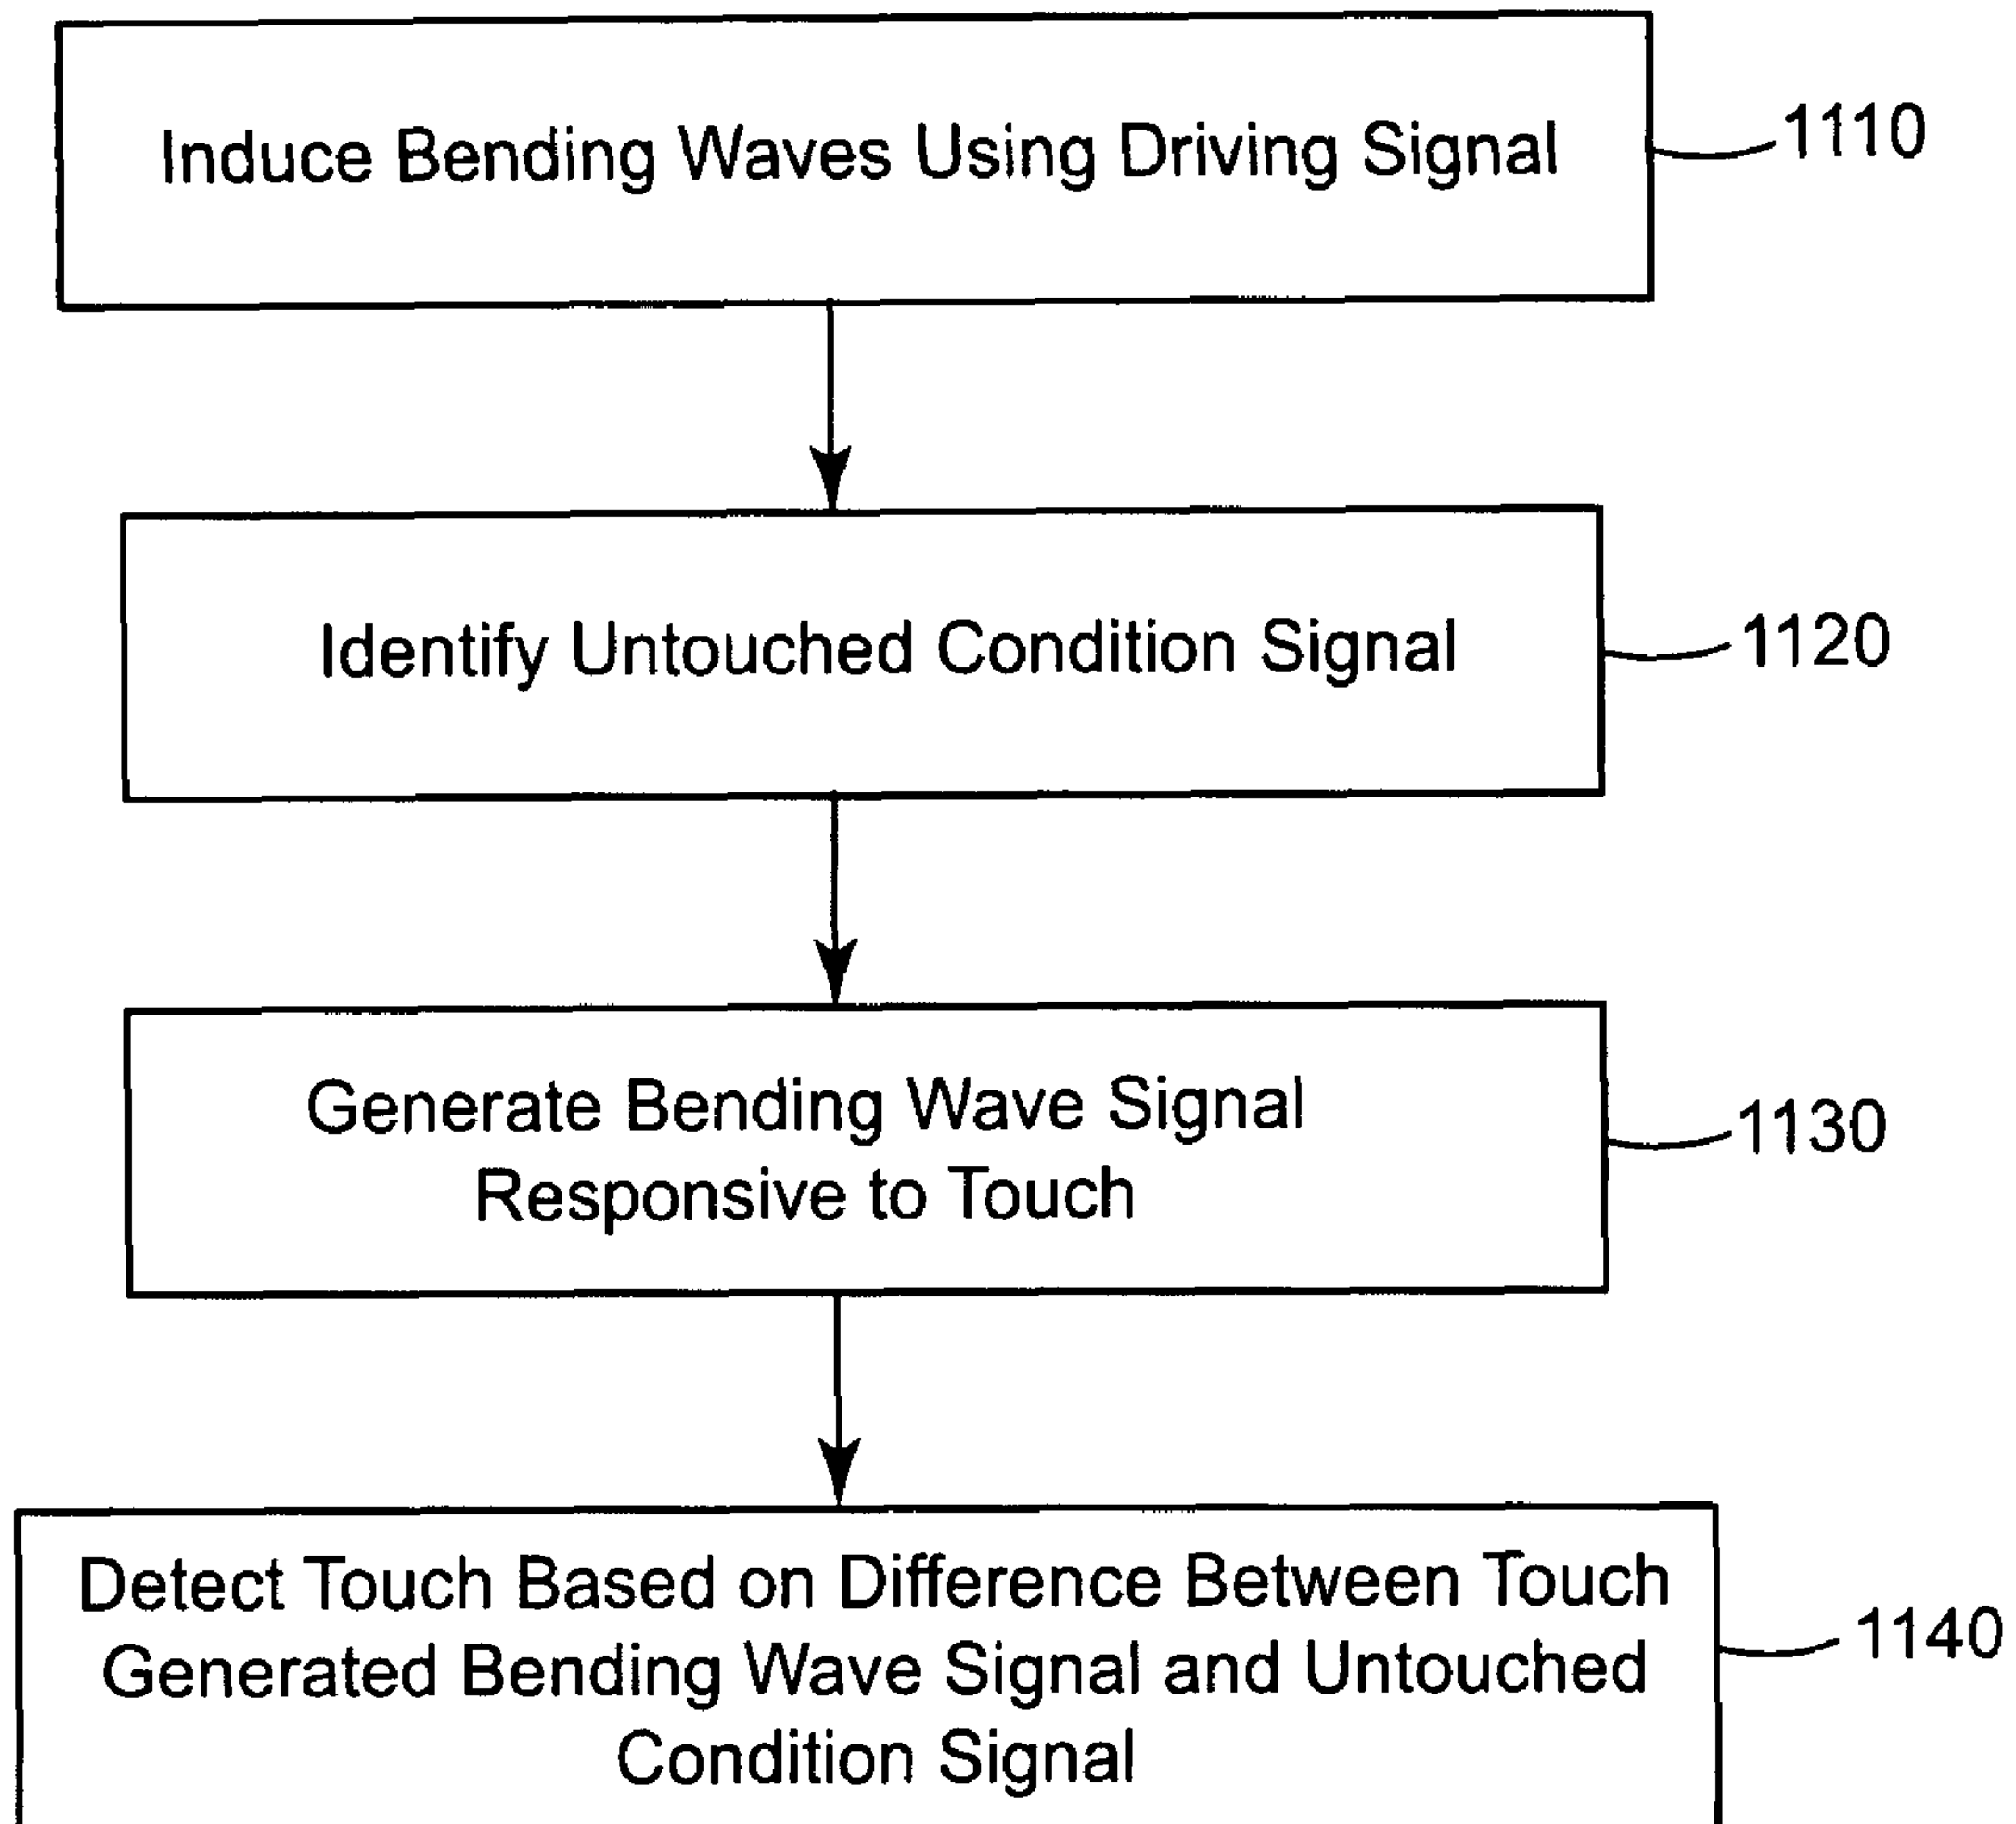 Induce Bending Waves Using Driving Signal
1110
Identify Untouched Condition Signal
1120
Generate Bending Wave Signal
Responsive to Touch
1130
Detect Touch Based on Difference Between Touch
Generated Bending Wave Signal and Untouched
Condition Signal
1140